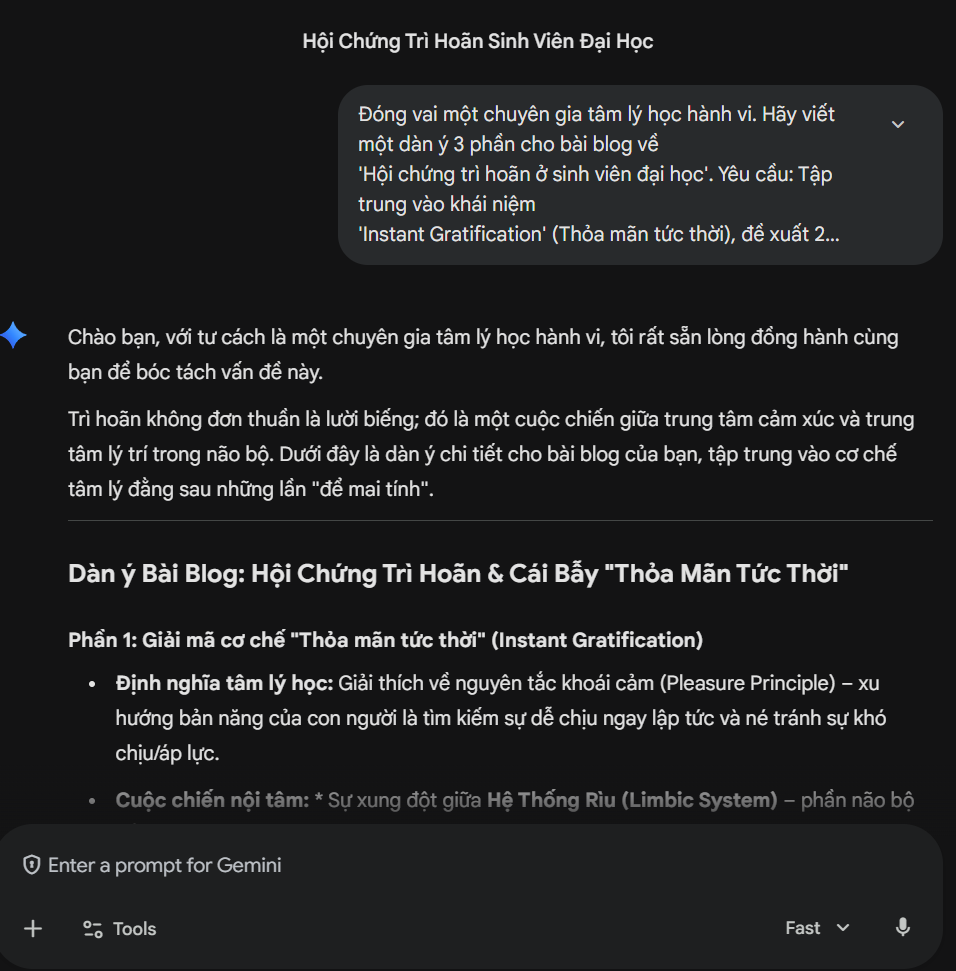 Hội Chứng Trì Hoãn Sinh Viên Đại Học
Đóng vai một chuyên gia tâm lý học hành vi. Hãy viết
một dàn ý 3 phần cho bài blog về
'Hội chứng trì hoãn ở sinh viên đại học'. Yêu cầu: Tập
trung vào khái niệm
'Instant Gratification' (Thỏa mãn tức thời), đề xuất 2...
Chào bạn, với tư cách là một chuyên gia tâm lý học hành vi, tôi rất sẵn lòng đồng hành cùng
bạn để bóc tách vấn đề này.
Trì hoãn không đơn thuần là lười biếng; đó là một cuộc chiến giữa trung tâm cảm xúc và trung
tâm lý trí trong não bộ. Dưới đây là dàn ý chi tiết cho bài blog của bạn, tập trung vào cơ chế
tâm lý đằng sau những lần "để mai tính".
Dàn ý Bài Blog: Hội Chứng Trì Hoãn & Cái Bẫy "Thỏa Mãn Tức Thời"
Phần 1: Giải mã cơ chế "Thỏa mãn tức thời" (Instant Gratification)
• Định nghĩa tâm lý học: Giải thích về nguyên tắc khoái cảm (Pleasure Principle) – xu
hướng bản năng của con người là tìm kiếm sự dễ chịu ngay lập tức và né tránh sự khó
chịu/áp lực.
• Cuộc chiến nội tâm: * Sự xung đột giữa Hệ Thống Rìu (Limbic System) – phần não bộ
Enter a prompt for Gemini
Tools
Fast